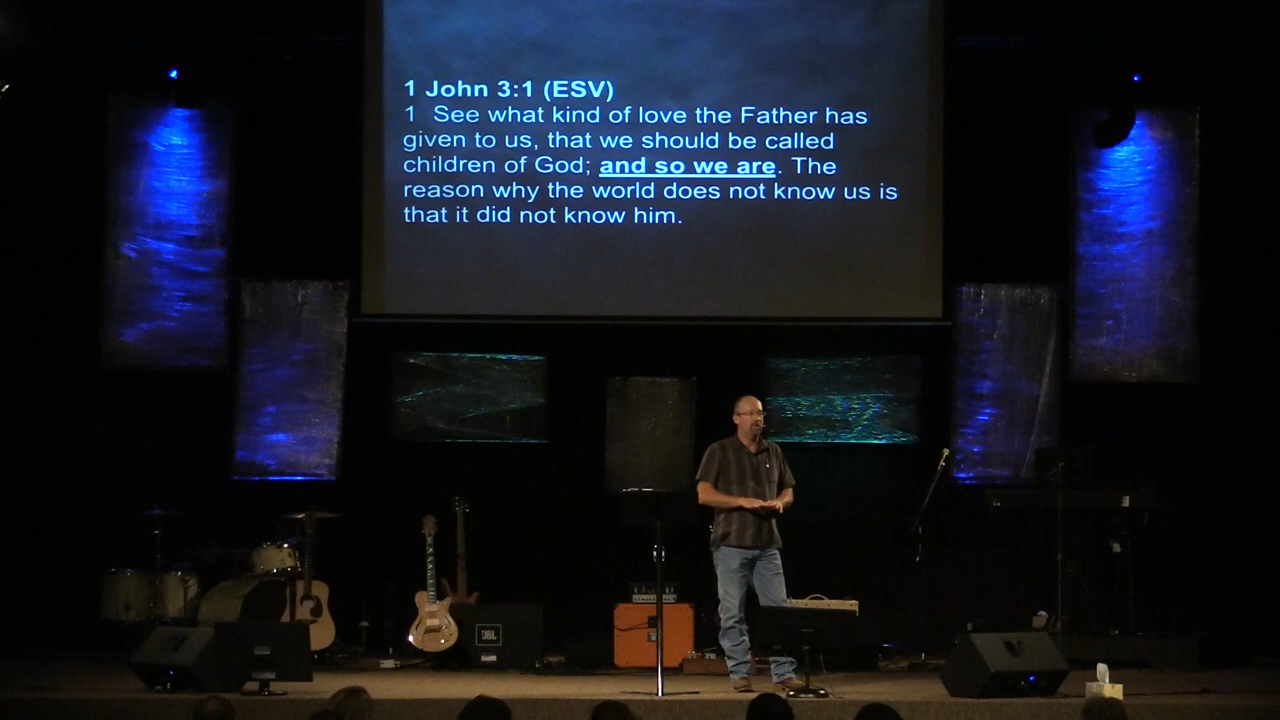 1 John 3:1 (ESV)
1 See what kind of love the Father has
given to us, that we should be called
children of God; and so we are. The
reason why the world does not know us is
that it did not know him.
JBL